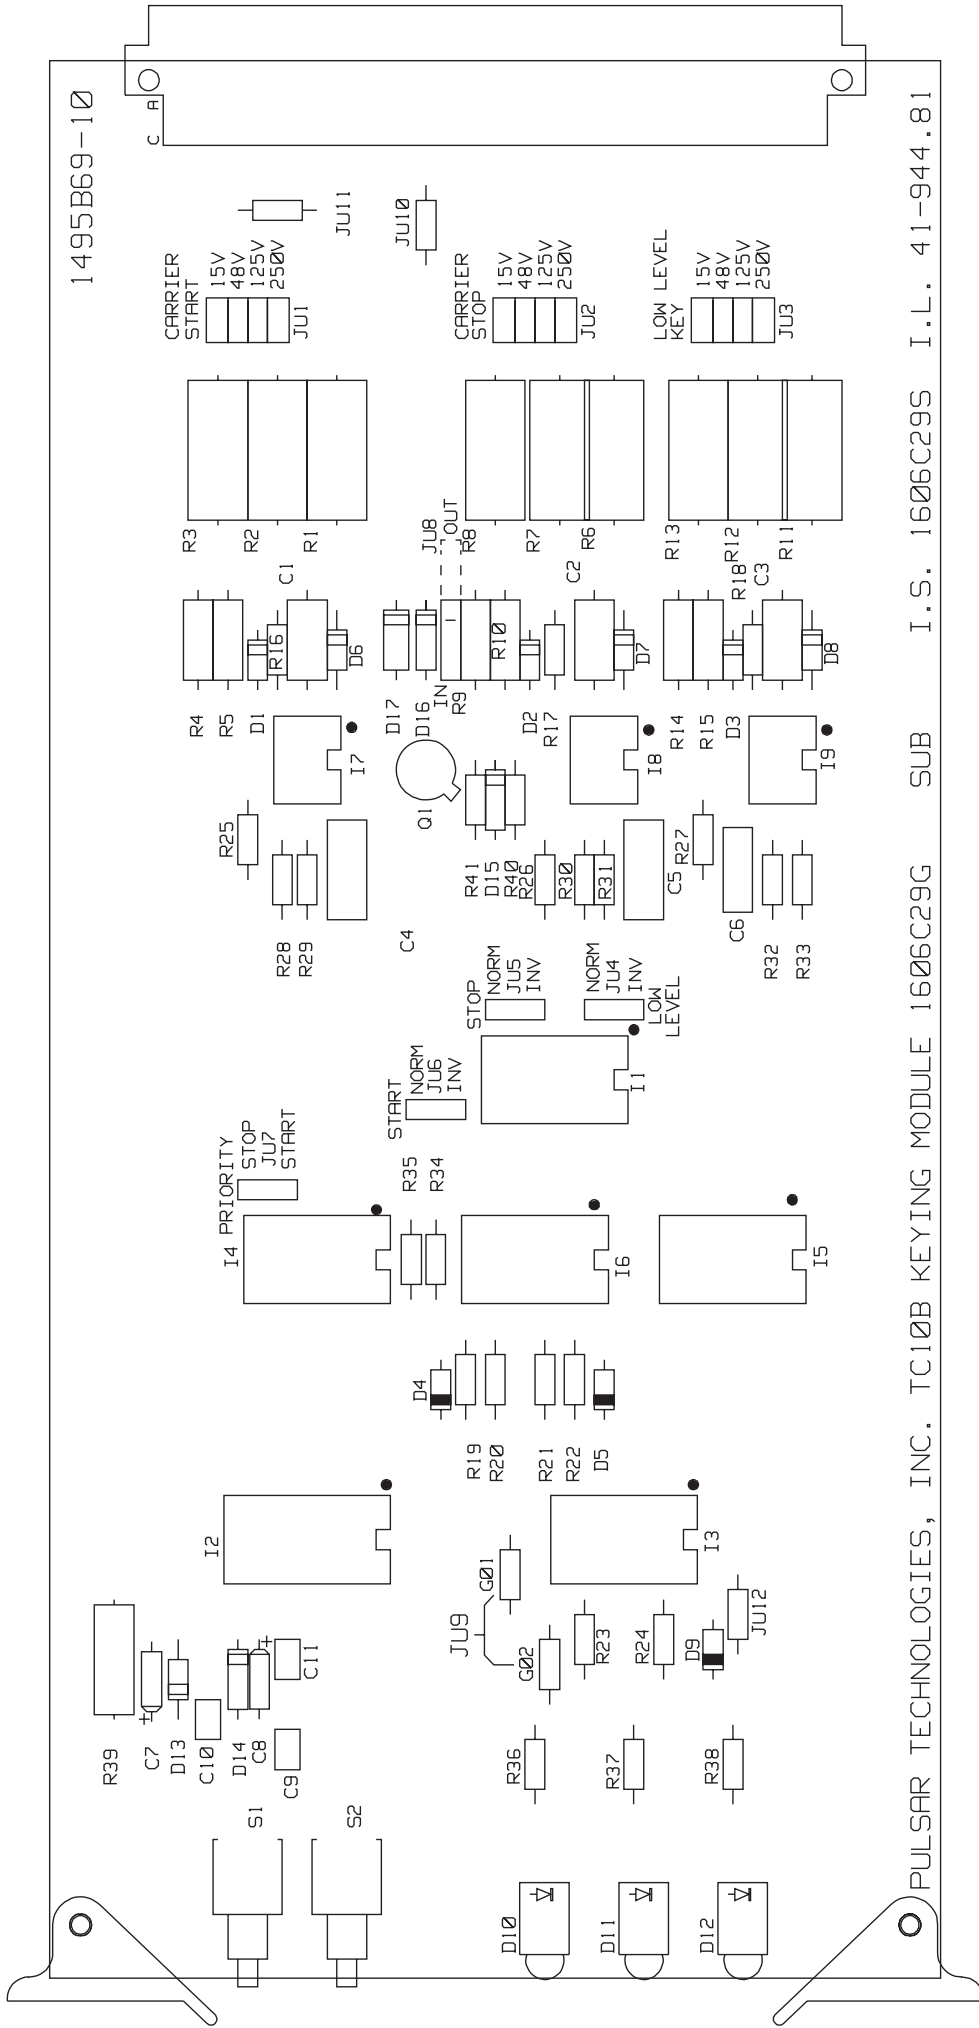 1495B69-10
C
A
CARRIER
START
15V
48V
125V
250V
JU1
JU11
JU10
CARRIER
STOP
15V
48V
125V
250V
JU2
LOW LEVEL
KEY
15V
48V
125V
250V
JU3
R3
R2
R1
JU8
OUT
R8
R7
R6
R13
R12
R11
C1
C2
R18
C3
R16
D6
R10
D7
D8
R4
R5
D1
D17
D16
IN
R9
D2
R17
R14
R15
D3
I7
Q1
I8
I9
R25
R28
R29
C4
R41
D15
R40
R26
R30
R31
C5
R27
C6
R32
R33
STOP
NORM
JU5
INV
NORM
JU4
INV
LOW
LEVEL
START
NORM
JU6
INV
I1
PRIORITY
STOP
JU7
START
I4
R35
R34
I6
I5
D4
R19
R20
R21
R22
D5
I2
I3
JU9
G01
G02
R23
R24
D9
JU12
R39
+
C7
D13
C10
D14
C8
+
C11
C9
R36
R37
R38
S1
S2
D10
D11
D12
PULSAR TECHNOLOGIES, INC. TC10B KEYING MODULE 1606C29G SUB I.S. 1606C29S I.L. 41-944.81